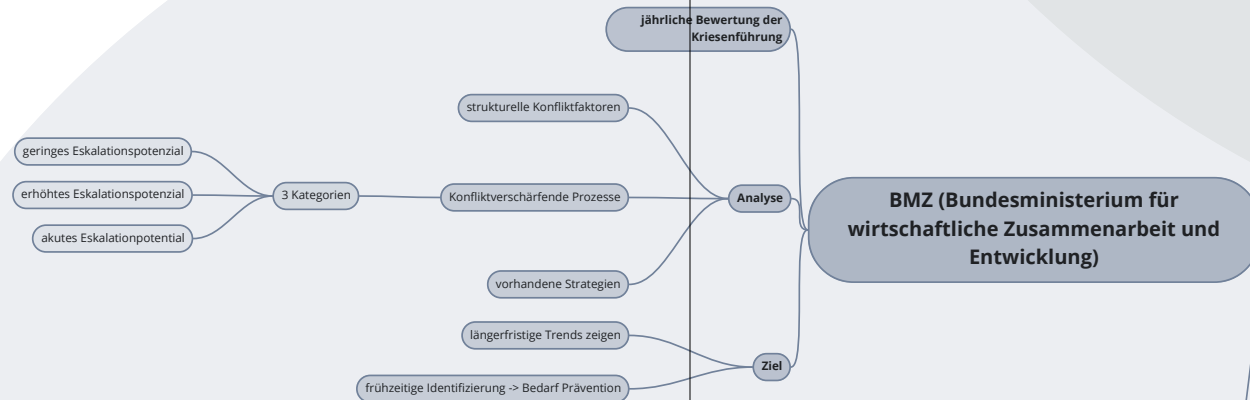 jährliche Bewertung der
Kriesenführung
strukturelle Konfliktfaktoren
geringes Eskalationspotenzial
erhöhtes Eskalationspotenzial
akutes Eskalationpotential
3 Kategorien
Konfliktverschärfende Prozesse
Analyse
BMZ (Bundesministerium für
wirtschaftliche Zusammenarbeit und
Entwicklung)
vorhandene Strategien
längerfristige Trends zeigen
Ziel
frühzeitige Identifizierung -> Bedarf Prävention